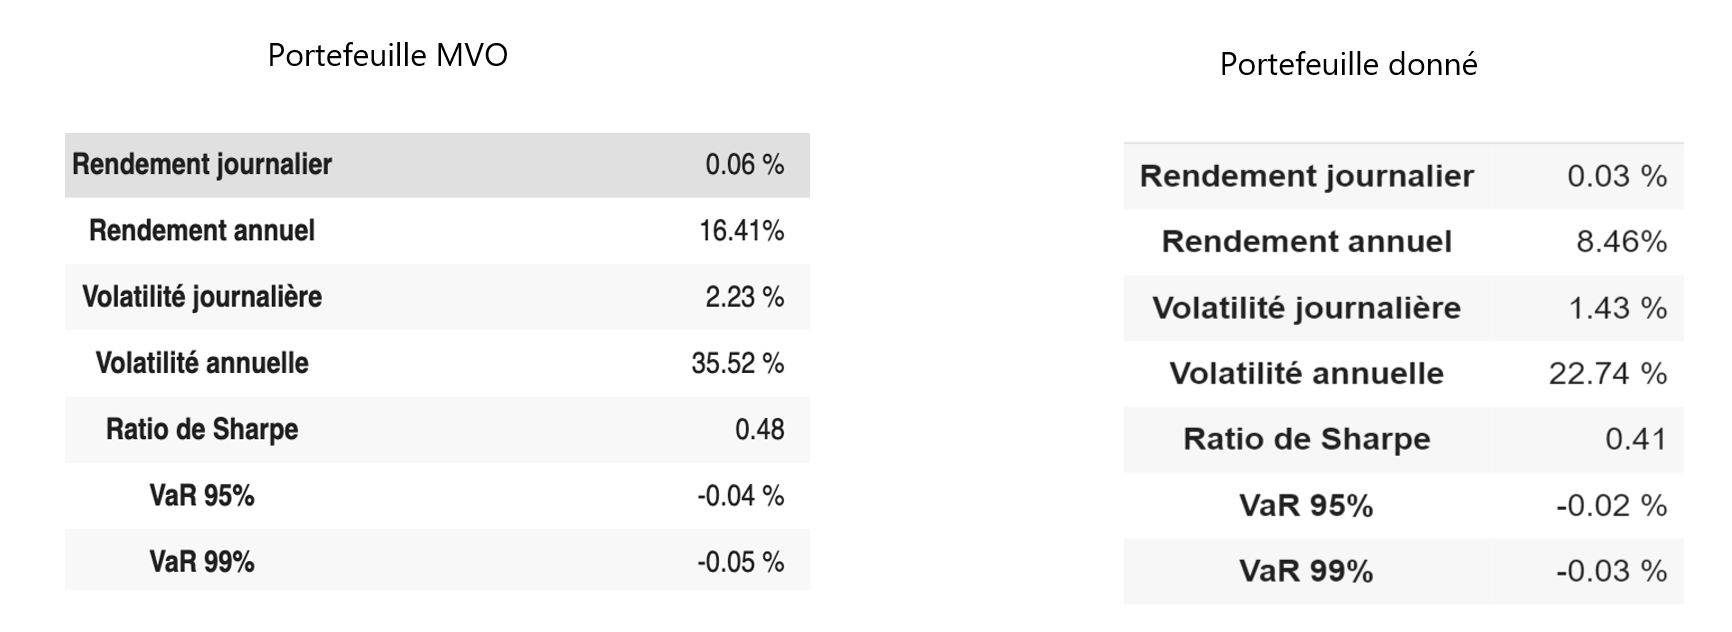 Portefeuille MVO
Rendement journalier 0.06 %
Rendement annuel 16.41%
Volatilité journalière 2.23 %
Volatilité annuelle 35.52 %
Ratio de Sharpe 0.48
VaR 95% -0.04 %
VaR 99% -0.05 %
Portefeuille donné
Rendement journalier 0.03 %
Rendement annuel 8.46%
Volatilité journalière 1.43 %
Volatilité annuelle 22.74 %
Ratio de Sharpe 0.41
VaR 95% -0.02 %
VaR 99% -0.03 %